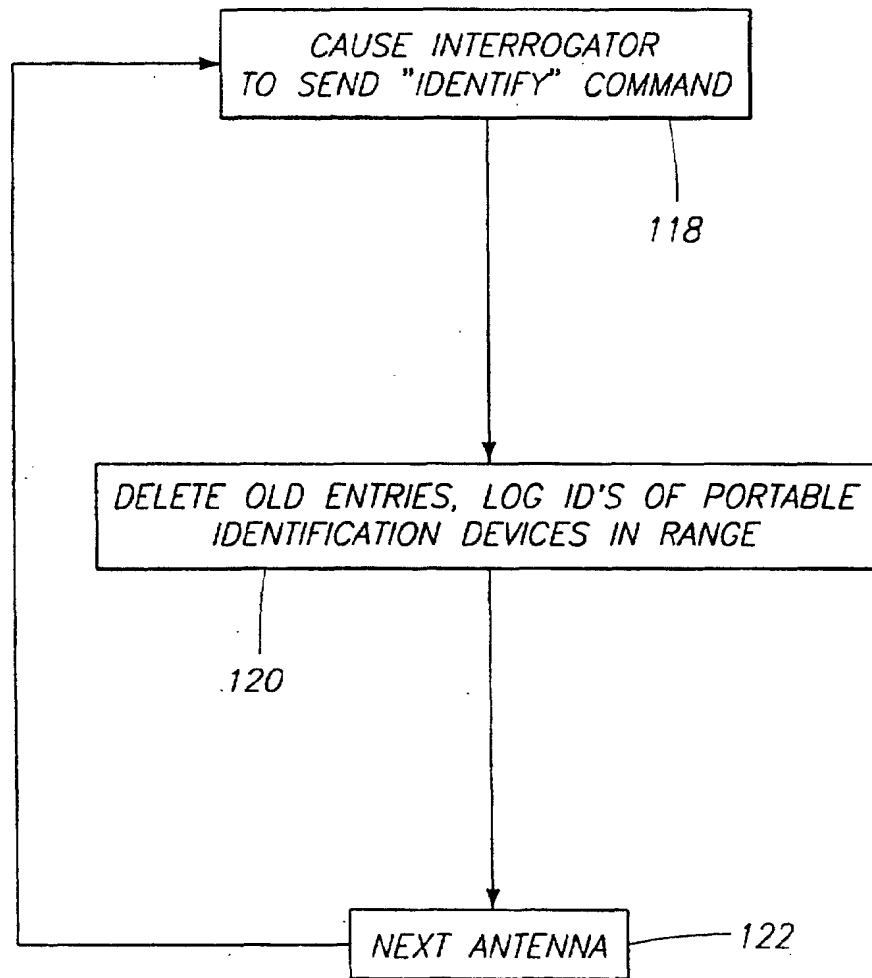 CAUSE INTERROGATOR
TO SEND "IDENTIFY" COMMAND
118
DELETE OLD ENTRIES, LOG ID'S OF PORTABLE
IDENTIFICATION DEVICES IN RANGE
120
NEXT ANTENNA
122